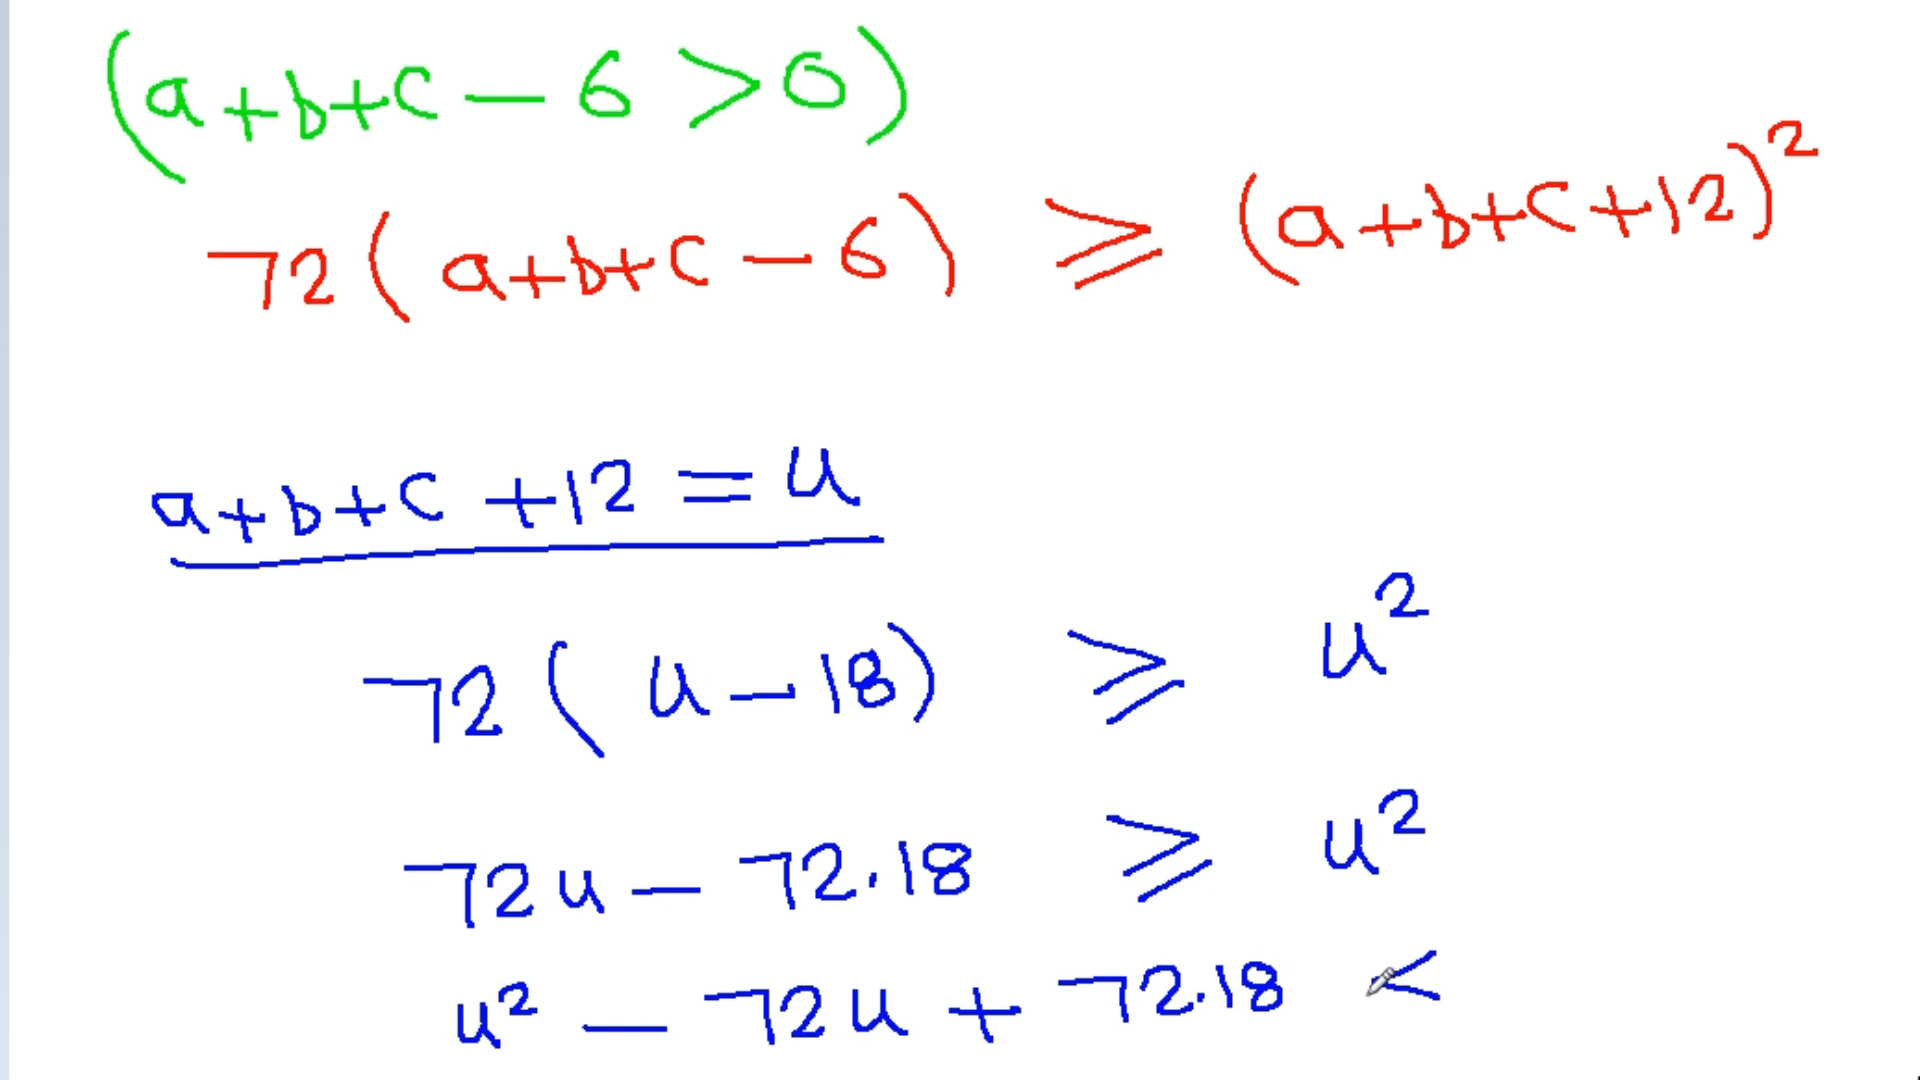 (a+b+c - 6 > 0)
72(a+b+c - 6) ⩾ (a+b+c+12)²
a+b+c +12 = u
72(u - 18) ⩾ u²
72u - 72.18 ⩾ u²
u² - 72u + 72.18 <